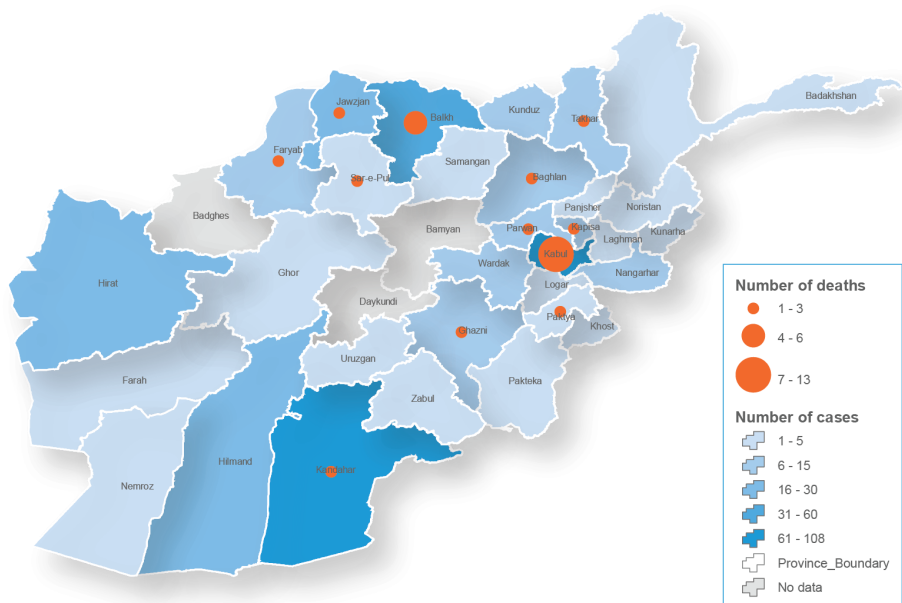 Badakhshan
Jawzjan
Balkh
Kunduz
Takhar
Faryab
Sar-e-Pul
Samangan
Baghlan
Badghes
Panjsher
Noristan
Bamyan
Parwan
Kapisa
Kunarha
Laghman
Kabul
Hirat
Ghor
Wardak
Nangarhar
Logar
Daykundi
Paktya
Khost
Ghazni
Uruzgan
Farah
Pakteka
Zabul
Hilmand
Kandahar
Nemroz
Number of deaths
1 - 3
4 - 6
7 - 13
Number of cases
1 - 5
6 - 15
16 - 30
31 - 60
61 - 108
Province_Boundary
No data